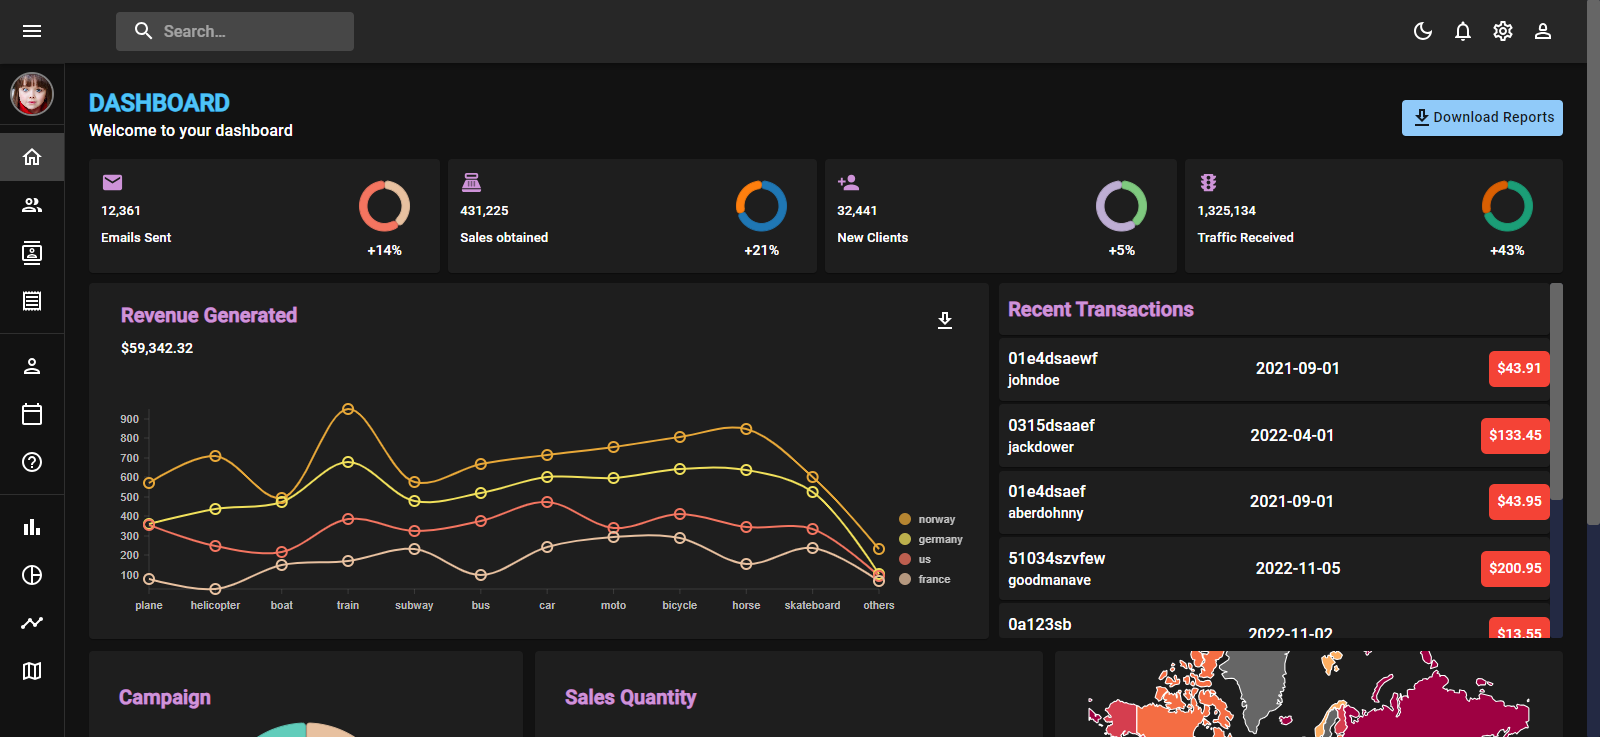 Search...
DASHBOARD
Welcome to your dashboard
Download Reports
12,361
Emails Sent
+14%
431,225
Sales obtained
+21%
32,441
New Clients
+5%
1,325,134
Traffic Received
+43%
Revenue Generated
$59,342.32
900
800
700
600
500
400
300
200
100
plane helicopter boat train subway bus car moto bicycle horse skateboard others
norway
germany
us
france
Recent Transactions
01e4dsaewf
johndoe
2021-09-01
$43.91
0315dsaaef
jackdower
2022-04-01
$133.45
01e4dsaef
aberdohnny
2021-09-01
$43.95
51034szvfew
goodmanave
2022-11-05
$200.95
0a123sb
2022-11-02
$13.55
Campaign
Sales Quantity